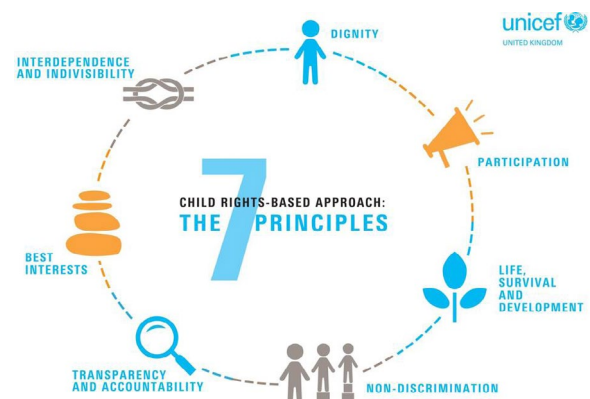 unicef
UNITED KINGDOM
DIGNITY
INTERDEPENDENCE
AND INDIVISIBILITY
PARTICIPATION
7
CHILD RIGHTS-BASED APPROACH:
THE PRINCIPLES
BEST
INTERESTS
LIFE,
SURVIVAL
AND
DEVELOPMENT
TRANSPARENCY
AND ACCOUNTABILITY
NON-DISCRIMINATION